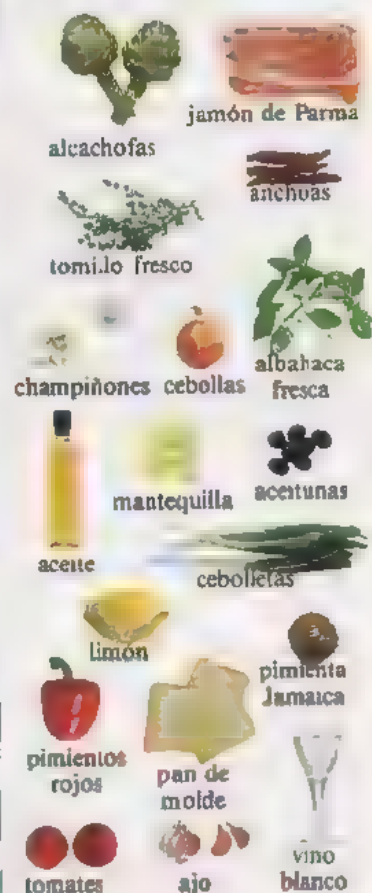 alcachofas
jamón de Parma
anchoas
tomillo fresco
champiñones
cebollas
albahaca
fresca
aceite
mantequilla
aceitunas
cebolletas
limón
pimienta
Jamaica
pimientos
rojos
pan de
molde
vino
blanco
tomates
ajo